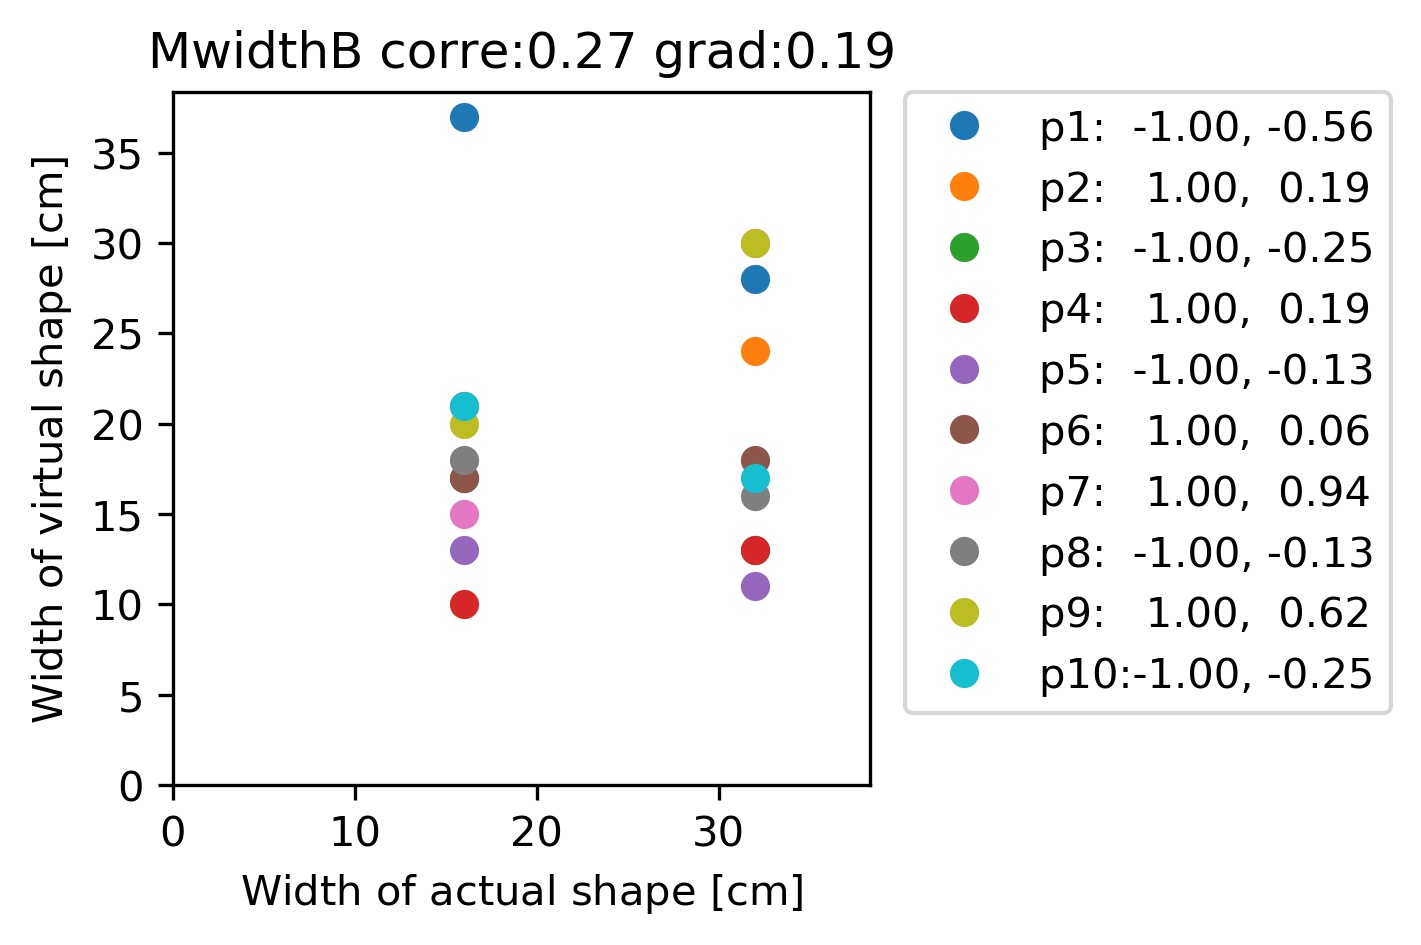 MwidthB corre:0.27 grad:0.19
Width of virtual shape [cm]
35
30
25
20
15
10
5
0
0 10 20 30
Width of actual shape [cm]
p1: -1.00, -0.56
p2: 1.00, 0.19
p3: -1.00, -0.25
p4: 1.00, 0.19
p5: -1.00, -0.13
p6: 1.00, 0.06
p7: 1.00, 0.94
p8: -1.00, -0.13
p9: 1.00, 0.62
p10:-1.00, -0.25